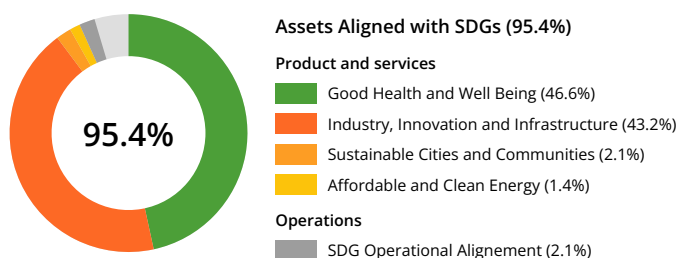 95.4%
Assets Aligned with SDGs (95.4%)
Product and services
Good Health and Well Being (46.6%)
Industry, Innovation and Infrastructure (43.2%)
Sustainable Cities and Communities (2.1%)
Affordable and Clean Energy (1.4%)
Operations
SDG Operational Alignement (2.1%)